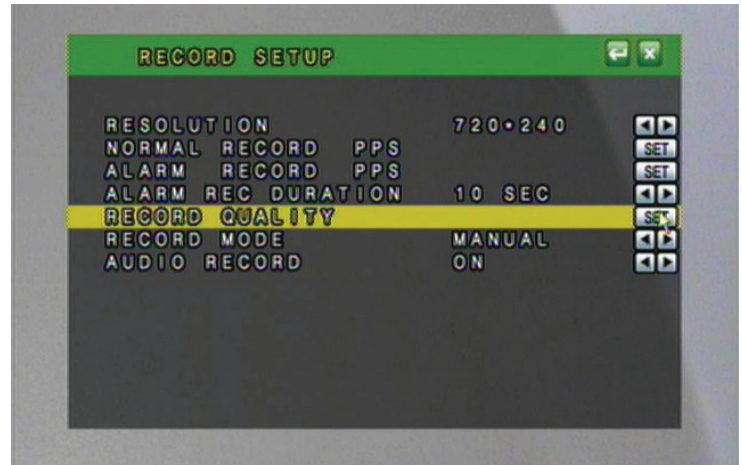 RECORD SETUP
RESOLUTION 720*240
NORMAL RECORD PPS SET
ALARM RECORD PPS SET
ALARM REC DURATION 10 SEC
RECORD QUALITY SET
RECORD MODE MANUAL
AUDIO RECORD ON